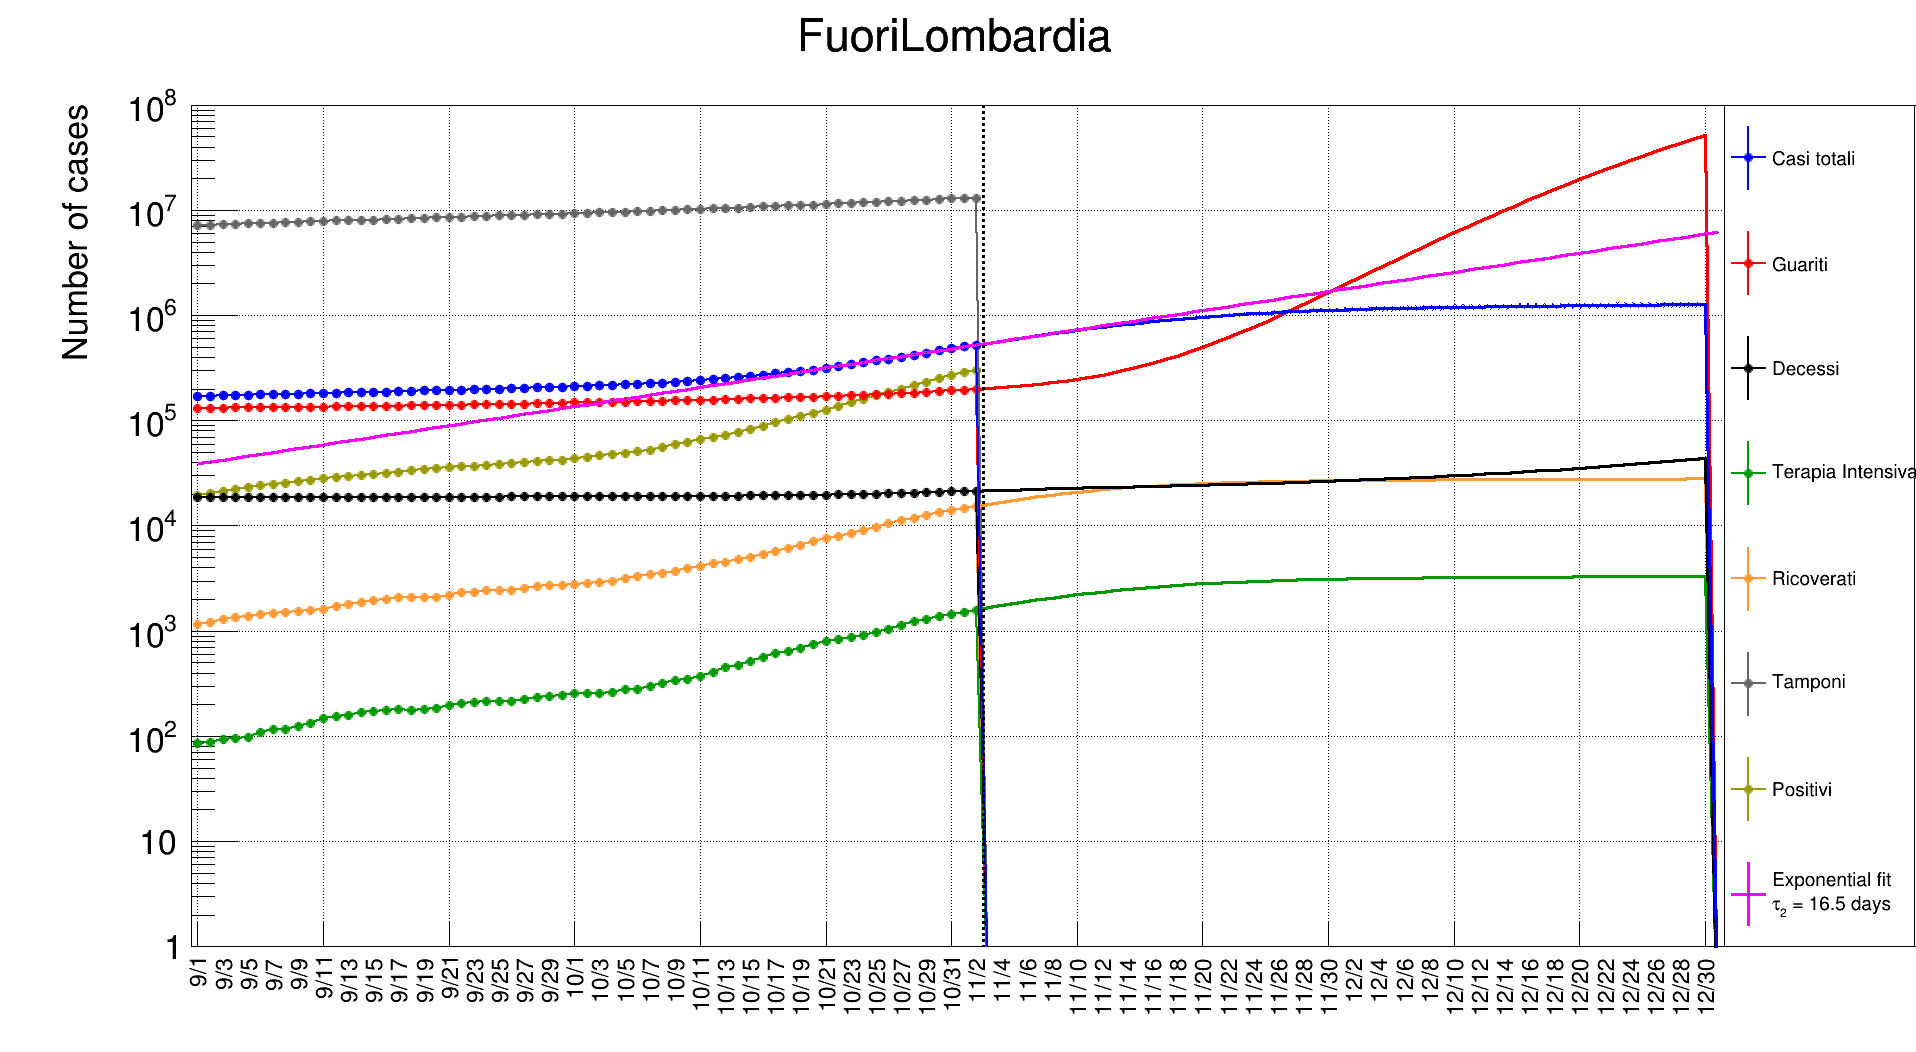 FuoriLombardia
Number of cases
10^8
10^7
10^6
10^5
10^4
10^3
10^2
10
1
9/1 9/3 9/5 9/7 9/9 9/11 9/13 9/15 9/17 9/19 9/21 9/23 9/25 9/27 9/29 10/1 10/3 10/5 10/7 10/9 10/11 10/13 10/15 10/17 10/19 10/21 10/23 10/25 10/27 10/29 10/31 11/2 11/4 11/6 11/8 11/10 11/12 11/14 11/16 11/18 11/20 11/22 11/24 11/26 11/28 11/30 12/2 12/4 12/6 12/8 12/10 12/12 12/14 12/16 12/18 12/20 12/22 12/24 12/26 12/28 12/30
Casi totali
Guariti
Decessi
Terapia Intensiva
Ricoverati
Tamponi
Positivi
Exponential fit
τ₂ = 16.5 days